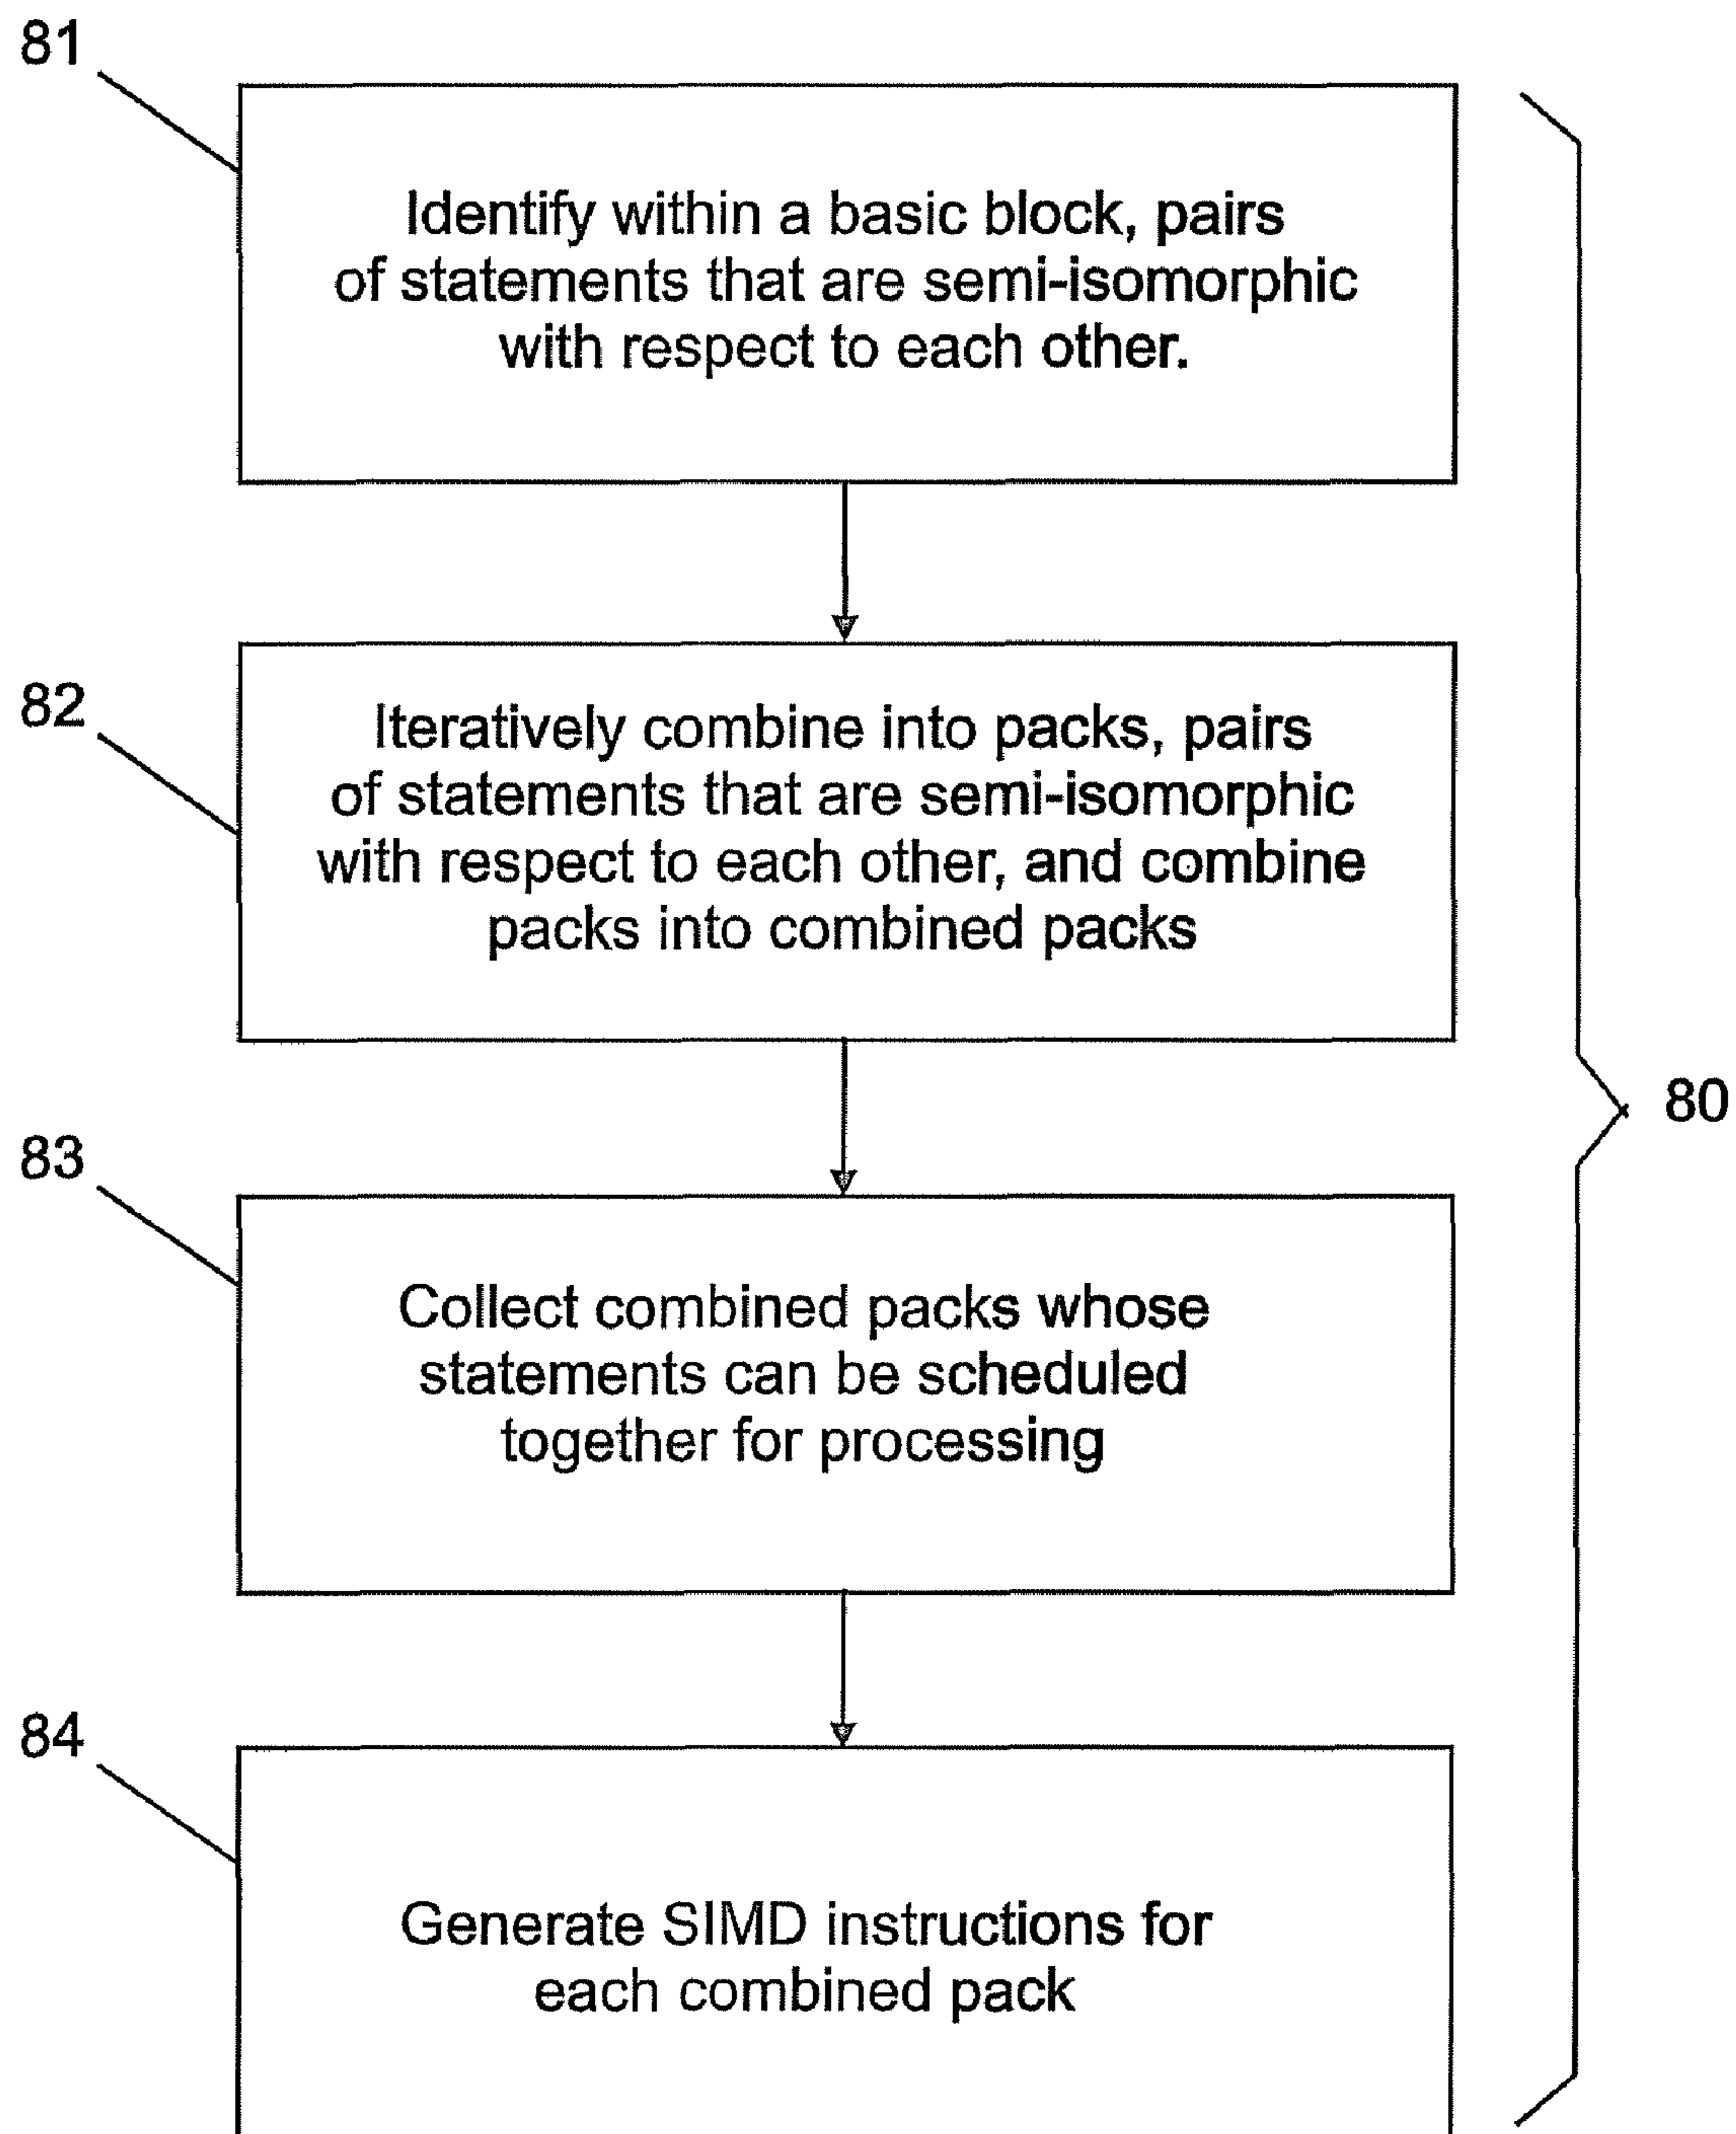 81
Identify within a basic block, pairs
of statements that are semi-isomorphic
with respect to each other.
82
Iteratively combine into packs, pairs
of statements that are semi-isomorphic
with respect to each other, and combine
packs into combined packs
80
83
Collect combined packs whose
statements can be scheduled
together for processing
84
Generate SIMD instructions for
each combined pack